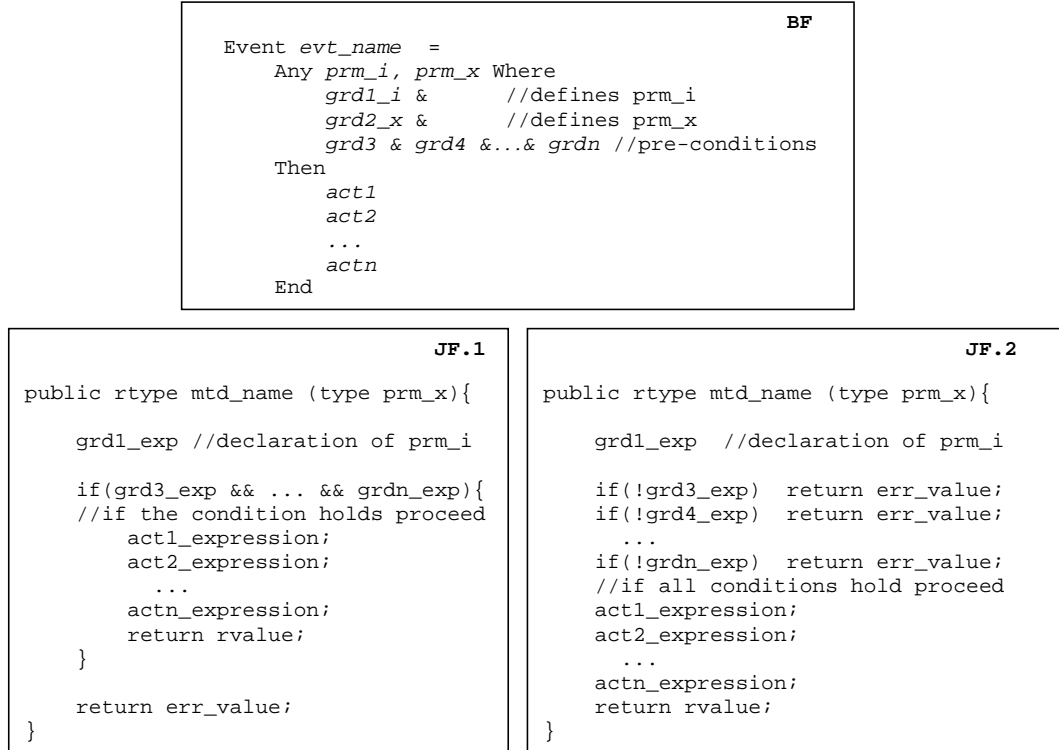 BF
Event evt_name =
Any prm_i, prm_x Where
grd1_i & //defines prm_i
grd2_x & //defines prm_x
grd3 & grd4 &...& grdn //pre-conditions
Then
act1
act2
...
actn
End
JF.1
public rtype mtd_name (type prm_x){
grd1_exp //declaration of prm_i
if(grd3_exp && ... && grdn_exp){
//if the condition holds proceed
act1_expression;
act2_expression;
...
actn_expression;
return rvalue;
}
return err_value;
}
JF.2
public rtype mtd_name (type prm_x){
grd1_exp //declaration of prm_i
if(!grd3_exp) return err_value;
if(!grd4_exp) return err_value;
...
if(!grdn_exp) return err_value;
//if all conditions hold proceed
act1_expression;
act2_expression;
...
actn_expression;
return rvalue;
}